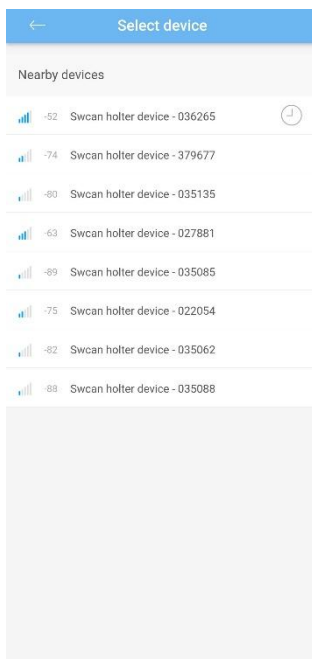 Select device
Nearby devices
-52 Swcan holter device - 036265
-74 Swcan holter device - 379677
-80 Swcan holter device - 035135
-63 Swcan holter device - 027881
-89 Swcan holter device - 035085
-75 Swcan holter device - 022054
-82 Swcan holter device - 035062
-88 Swcan holter device - 035088